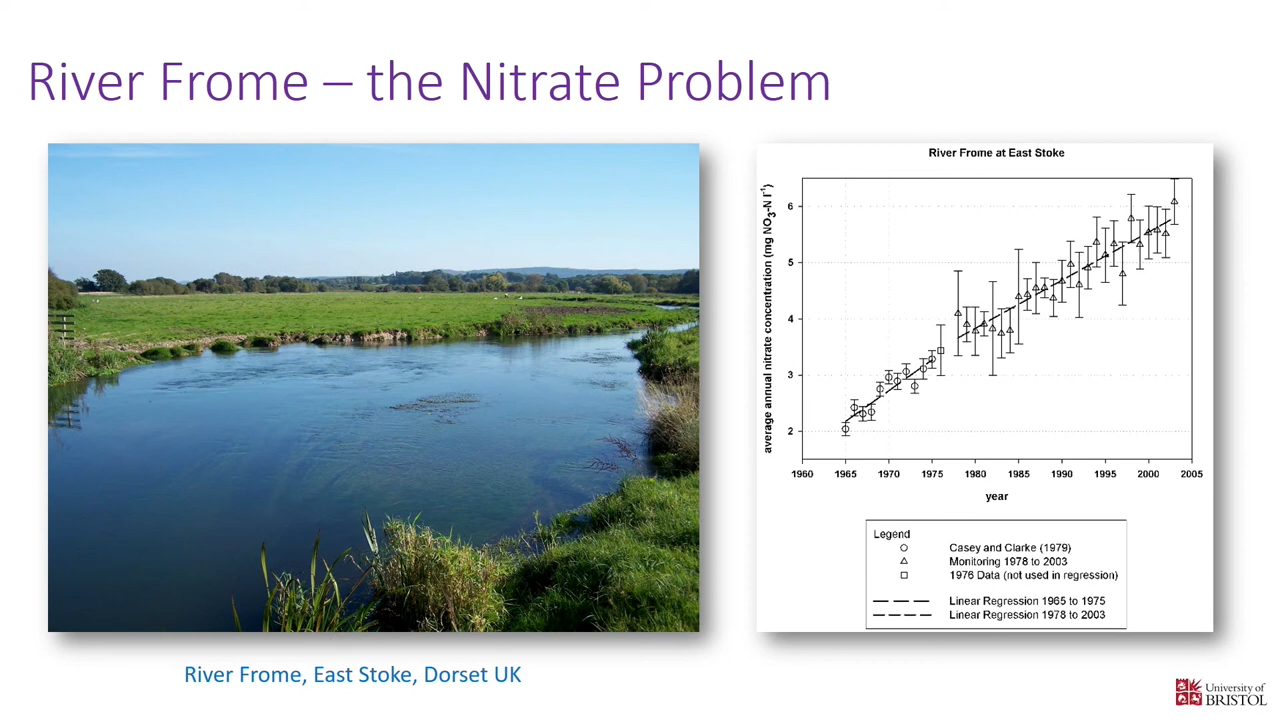 River Frome – the Nitrate Problem
River Frome at East Stoke
average annual nitrate concentration (mg NO3-N l-1)
6
5
4
3
2
1960 1965 1970 1975 1980 1985 1990 1995 2000 2005
year
Legend
Casey and Clarke (1979)
Monitoring 1978 to 2003
1976 Data (not used in regression)
Linear Regression 1965 to 1975
Linear Regression 1978 to 2003
River Frome, East Stoke, Dorset UK
University of
BRISTOL